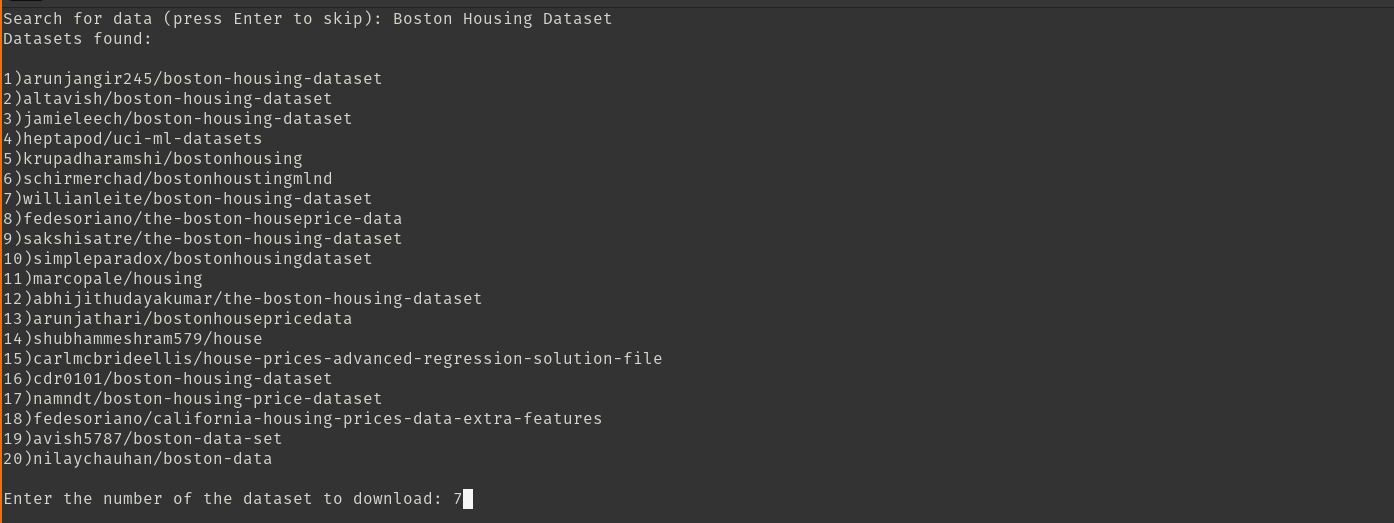 Search for data (press Enter to skip): Boston Housing Dataset
Datasets found:
1)arunjangir245/boston-housing-dataset
2)altavish/boston-housing-dataset
3)jamieleech/boston-housing-dataset
4)heptapod/uci-ml-datasets
5)krupadharamshi/bostonhousing
6)schirmerchad/bostonhoustingmlnd
7)willianleite/boston-housing-dataset
8)fedesoriano/the-boston-houseprice-data
9)sakshisatre/the-boston-housing-dataset
10)simpleparadox/bostonhousingdataset
11)marcopale/housing
12)abhijithudayakumar/the-boston-housing-dataset
13)arunjathari/bostonhousepricedata
14)shubhammeshram579/house
15)carlmcbrideellis/house-prices-advanced-regression-solution-file
16)cdr0101/boston-housing-dataset
17)namndt/boston-housing-price-dataset
18)fedesoriano/california-housing-prices-data-extra-features
19)avish5787/boston-data-set
20)nilaychauhan/boston-data
Enter the number of the dataset to download: 7